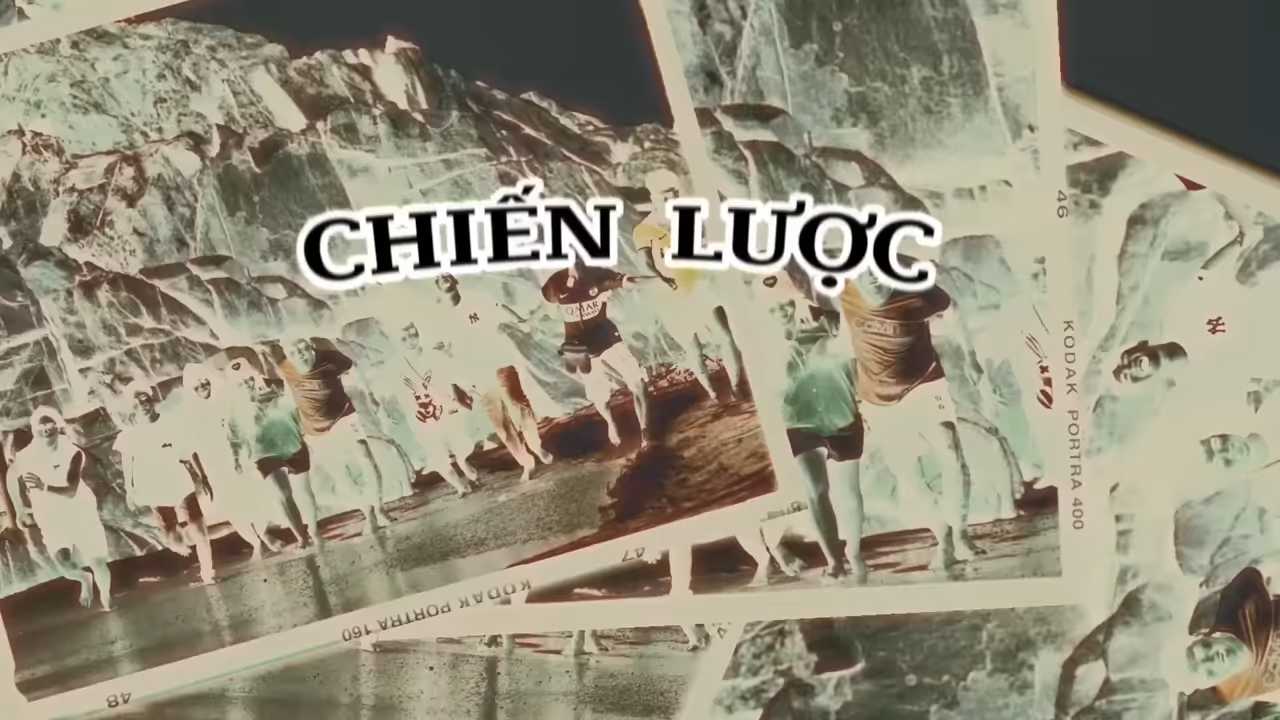 CHIẾN LƯỢC
46
KODAK PORTRA 400
47
KODAK PORTRA 160
48